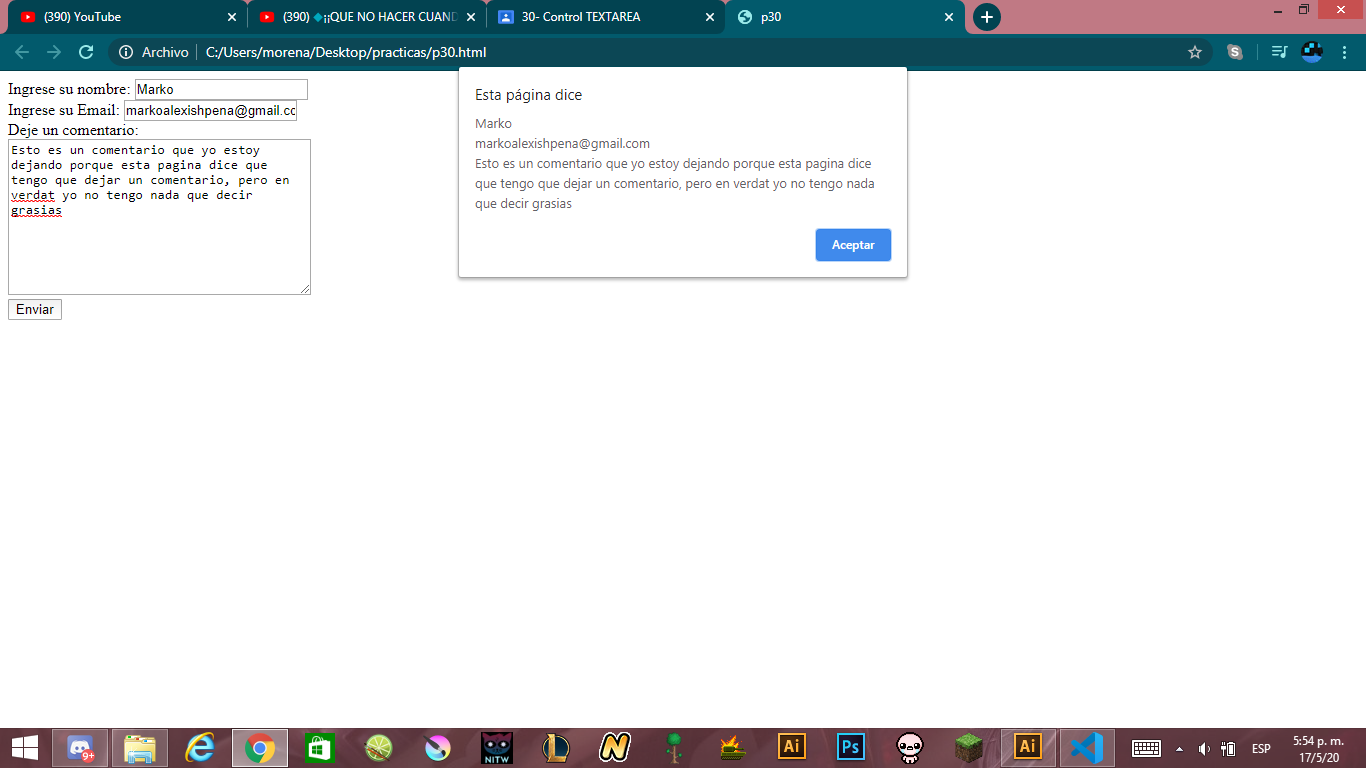 (390) YouTube
(390) ◆¡¡QUE NO HACER CUAND
30- Control TEXTAREA
p30
Archivo
C:/Users/morena/Desktop/practicas/p30.html
Ingrese su nombre: Marko
Ingrese su Email: markoalexishpena@gmail.co
Deje un comentario:
Esto es un comentario que yo estoy
dejando porque esta pagina dice que
tengo que dejar un comentario, pero en
verdat yo no tengo nada que decir
grasias
Enviar
Esta página dice
Marko
markoalexishpena@gmail.com
Esto es un comentario que yo estoy dejando porque esta pagina dice
que tengo que dejar un comentario, pero en verdat yo no tengo nada
que decir grasias
Aceptar
9+
NITW
L
N
Ai
Ps
Ai
ESP
5:54 p. m.
17/5/20